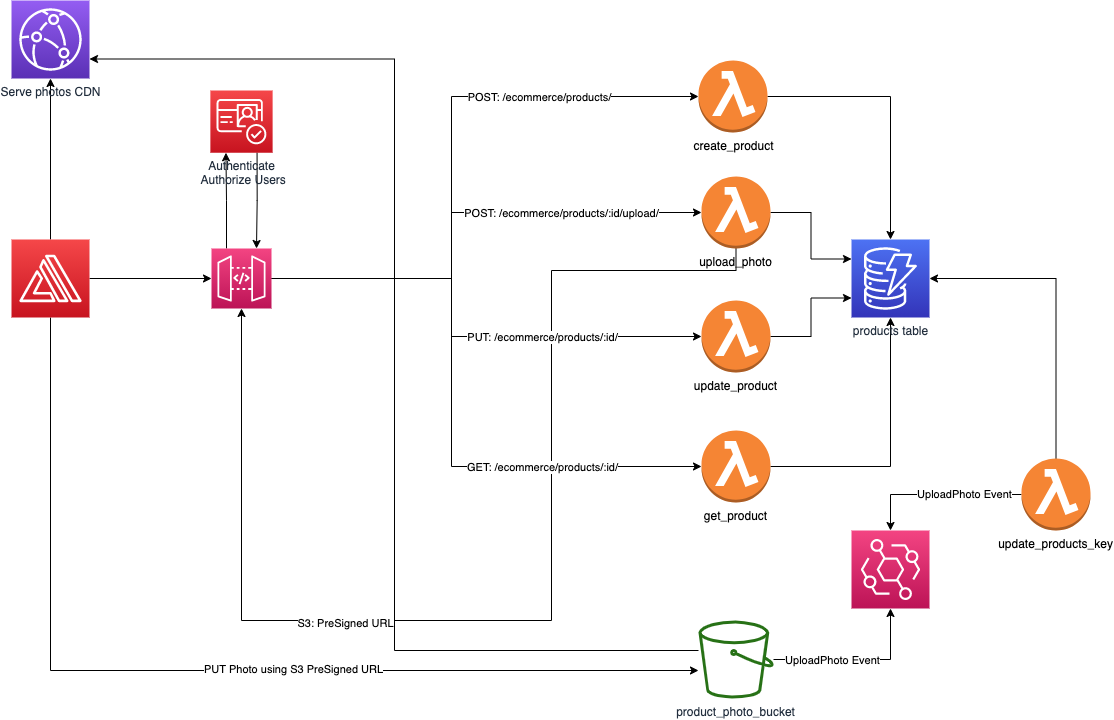 Serve photos CDN
Authenticate
Authorize Users
POST: /ecommerce/products/
create_product
POST: /ecommerce/products/:id/upload/
upload_photo
products table
PUT: /ecommerce/products/:id/
update_product
GET: /ecommerce/products/:id/
get_product
UploadPhoto Event
update_products_key
S3: PreSigned URL
UploadPhoto Event
PUT Photo using S3 PreSigned URL
product_photo_bucket